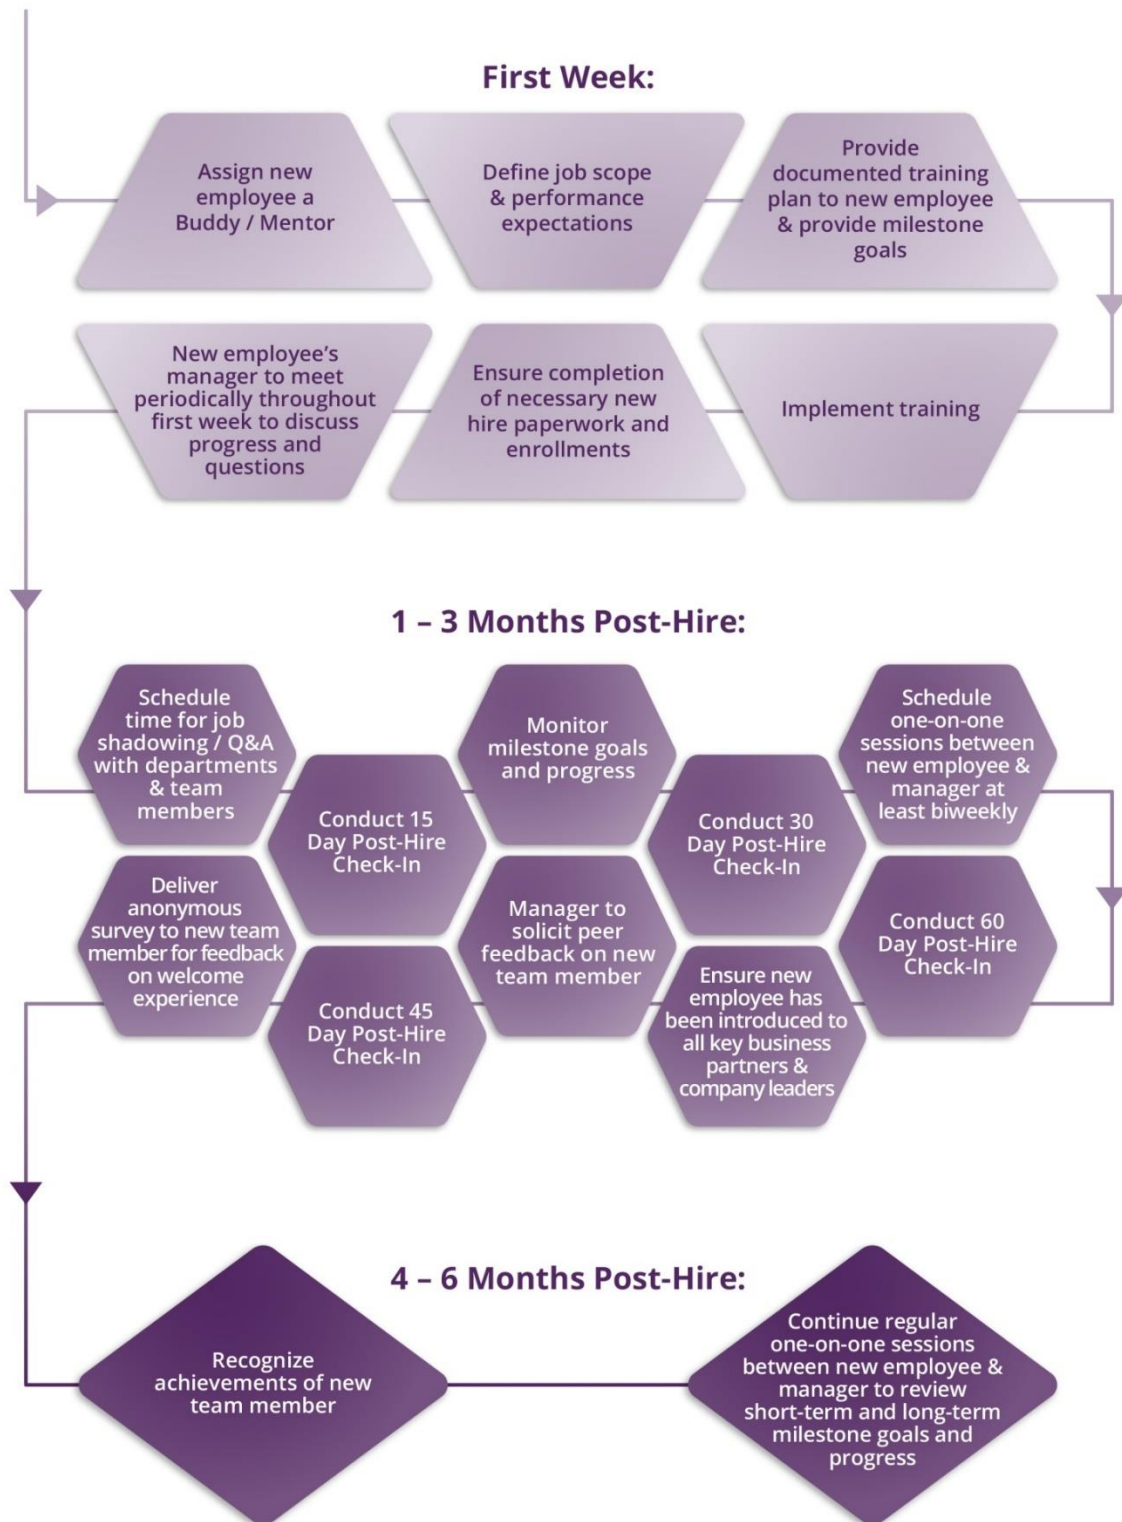 First Week:
Assign new
employee a
Buddy / Mentor
Define job scope
& performance
expectations
Provide
documented training
plan to new employee
& provide milestone
goals
New employee’s
manager to meet
periodically throughout
first week to discuss
progress and
questions
Ensure completion
of necessary new
hire paperwork and
enrollments
Implement training
1 – 3 Months Post-Hire:
Schedule
time for job
shadowing / Q&A
with departments
& team
members
Conduct 15
Day Post-Hire
Check-In
Monitor
milestone goals
and progress
Conduct 30
Day Post-Hire
Check-In
Schedule
one-on-one
sessions between
new employee &
manager at
least biweekly
Deliver
anonymous
survey to new team
member for feedback
on welcome
experience
Conduct 45
Day Post-Hire
Check-In
Manager to
solicit peer
feedback on new
team member
Ensure new
employee has
been introduced to
all key business
partners &
company leaders
Conduct 60
Day Post-Hire
Check-In
4 – 6 Months Post-Hire:
Recognize
achievements of new
team member
Continue regular
one-on-one sessions
between new employee &
manager to review
short-term and long-term
milestone goals and
progress